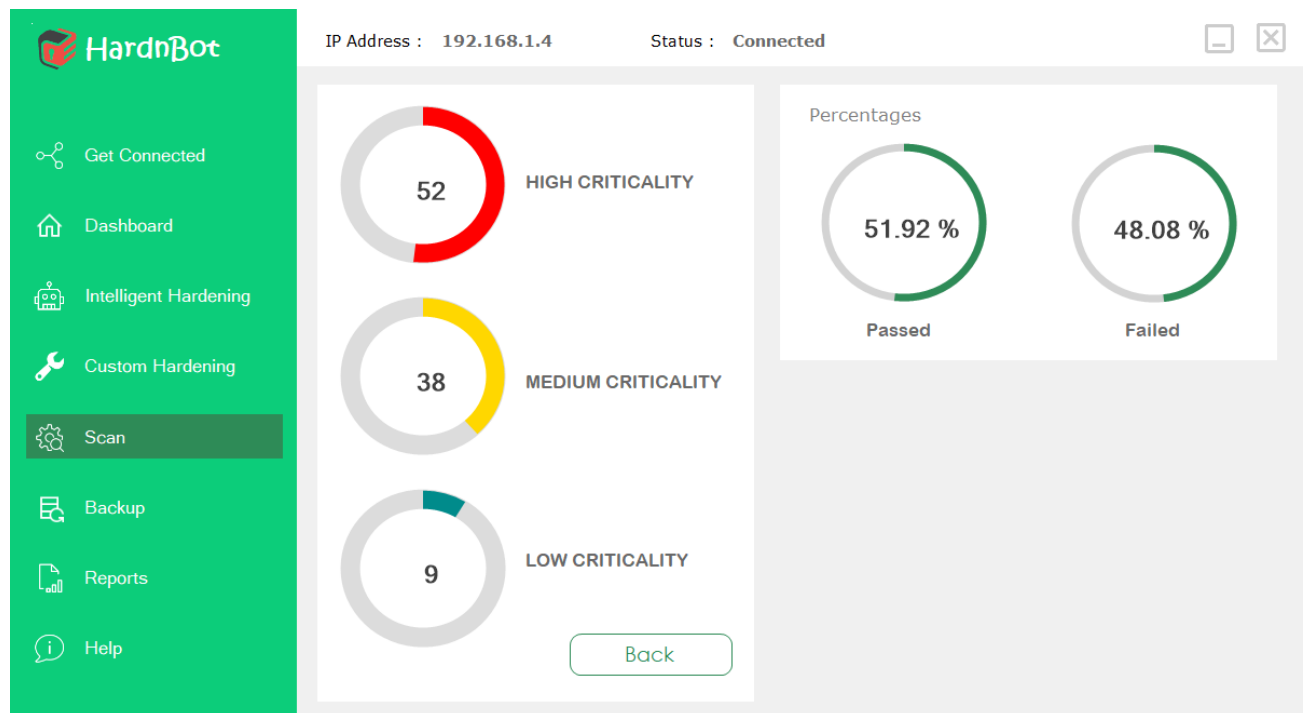 HardnBot
IP Address : 192.168.1.4 Status : Connected
Get Connected
Dashboard
Intelligent Hardening
Custom Hardening
Scan
Backup
Reports
Help
52
HIGH CRITICALITY
38
MEDIUM CRITICALITY
9
LOW CRITICALITY
Back
Percentages
51.92 %
48.08 %
Passed
Failed